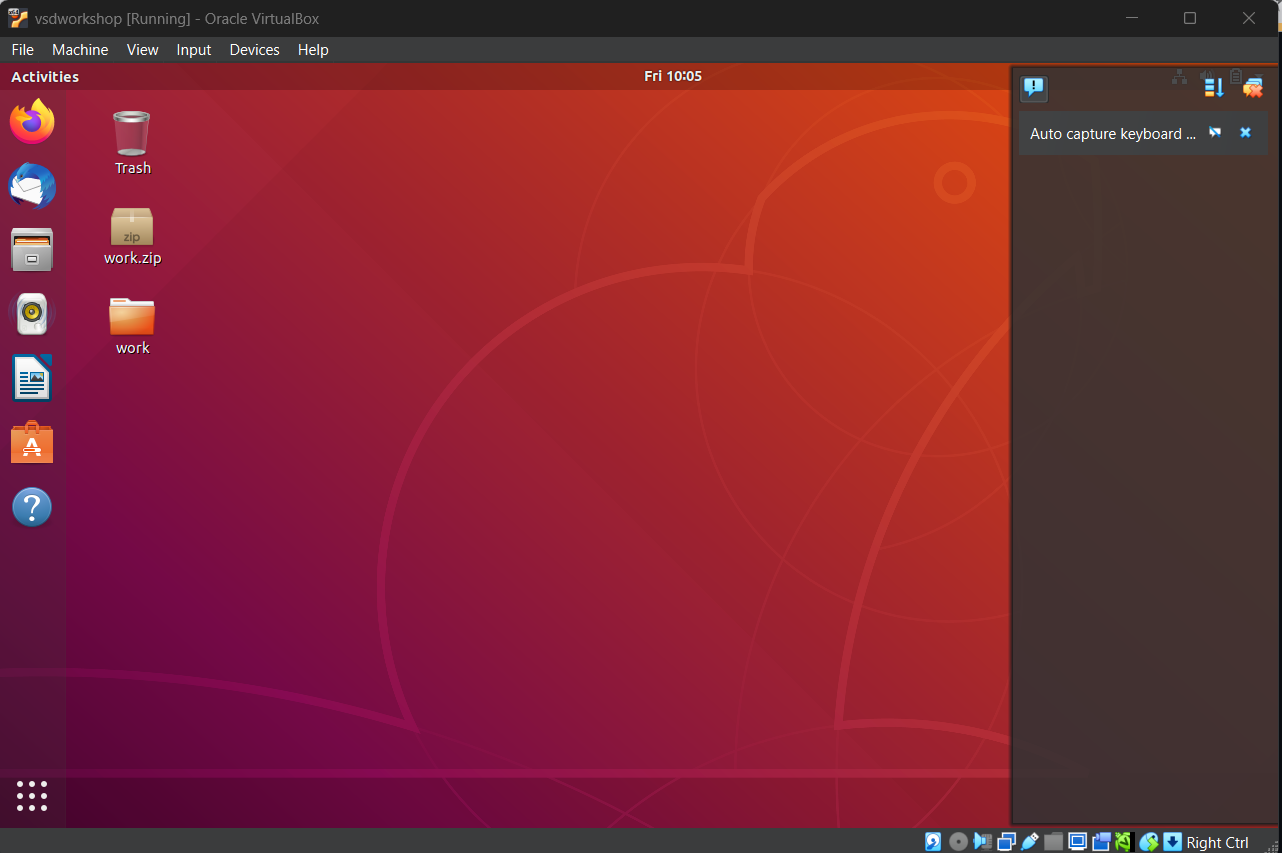 vsdworkshop [Running] - Oracle VirtualBox
File Machine View Input Devices Help
Activities
Fri 10:05
Auto capture keyboard ...
Trash
zip
work.zip
work
Right Ctrl